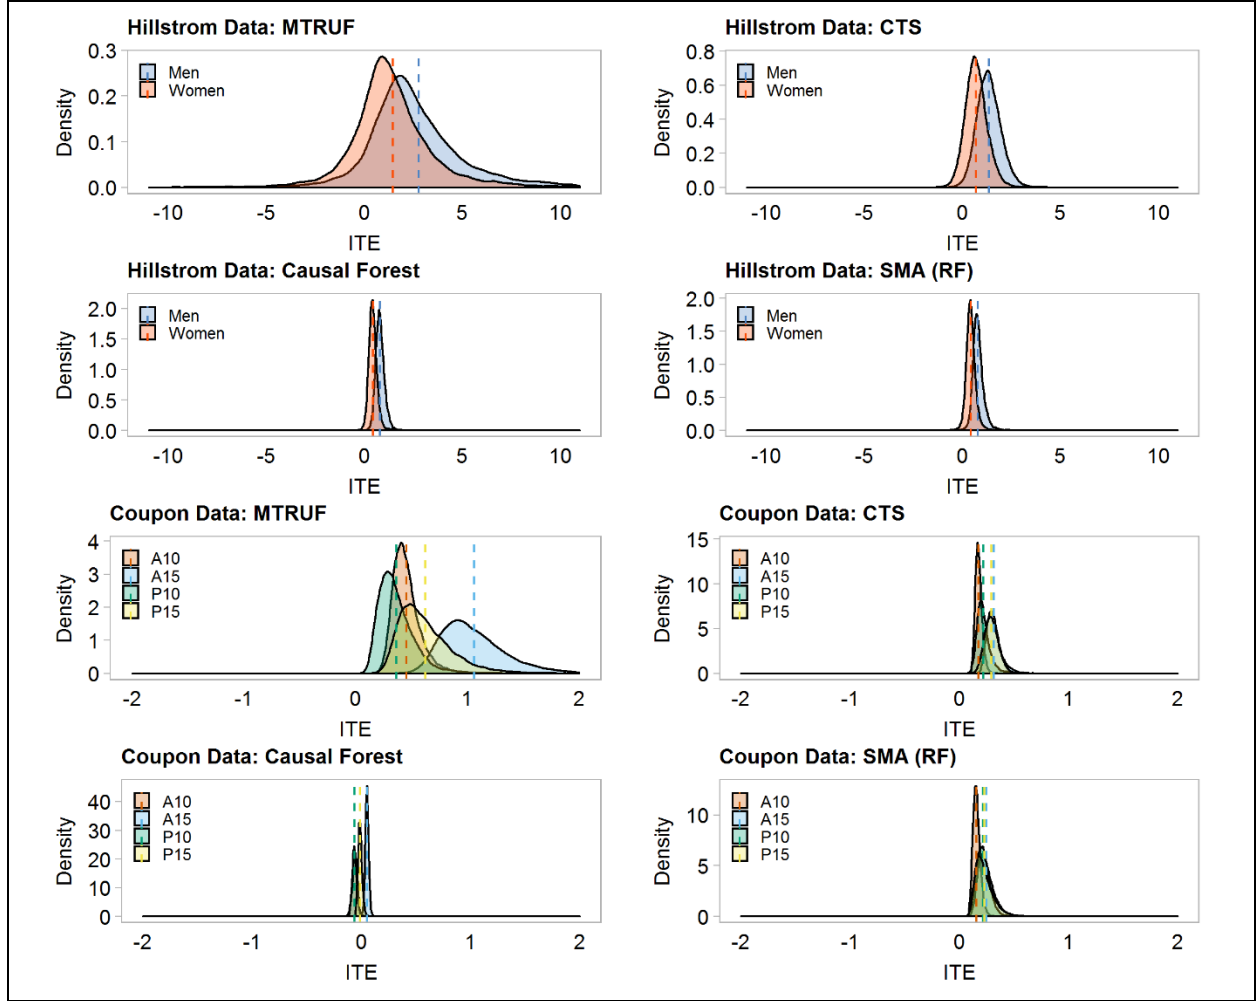 Hillstrom Data: MTRUF
Density
0.3
0.2
0.1
0.0
Men
Women
-10 -5 0 5 10
ITE
Hillstrom Data: CTS
Density
0.8
0.6
0.4
0.2
0.0
Men
Women
-10 -5 0 5 10
ITE
Hillstrom Data: Causal Forest
Density
2.0
1.5
1.0
0.5
0.0
Men
Women
-10 -5 0 5 10
ITE
Hillstrom Data: SMA (RF)
Density
2.0
1.5
1.0
0.5
0.0
Men
Women
-10 -5 0 5 10
ITE
Coupon Data: MTRUF
Density
4
3
2
1
0
A10
A15
P10
P15
-2 -1 0 1 2
ITE
Coupon Data: CTS
Density
15
10
5
0
A10
A15
P10
P15
-2 -1 0 1 2
ITE
Coupon Data: Causal Forest
Density
40
30
20
10
0
A10
A15
P10
P15
-2 -1 0 1 2
ITE
Coupon Data: SMA (RF)
Density
10
5
0
A10
A15
P10
P15
-2 -1 0 1 2
ITE